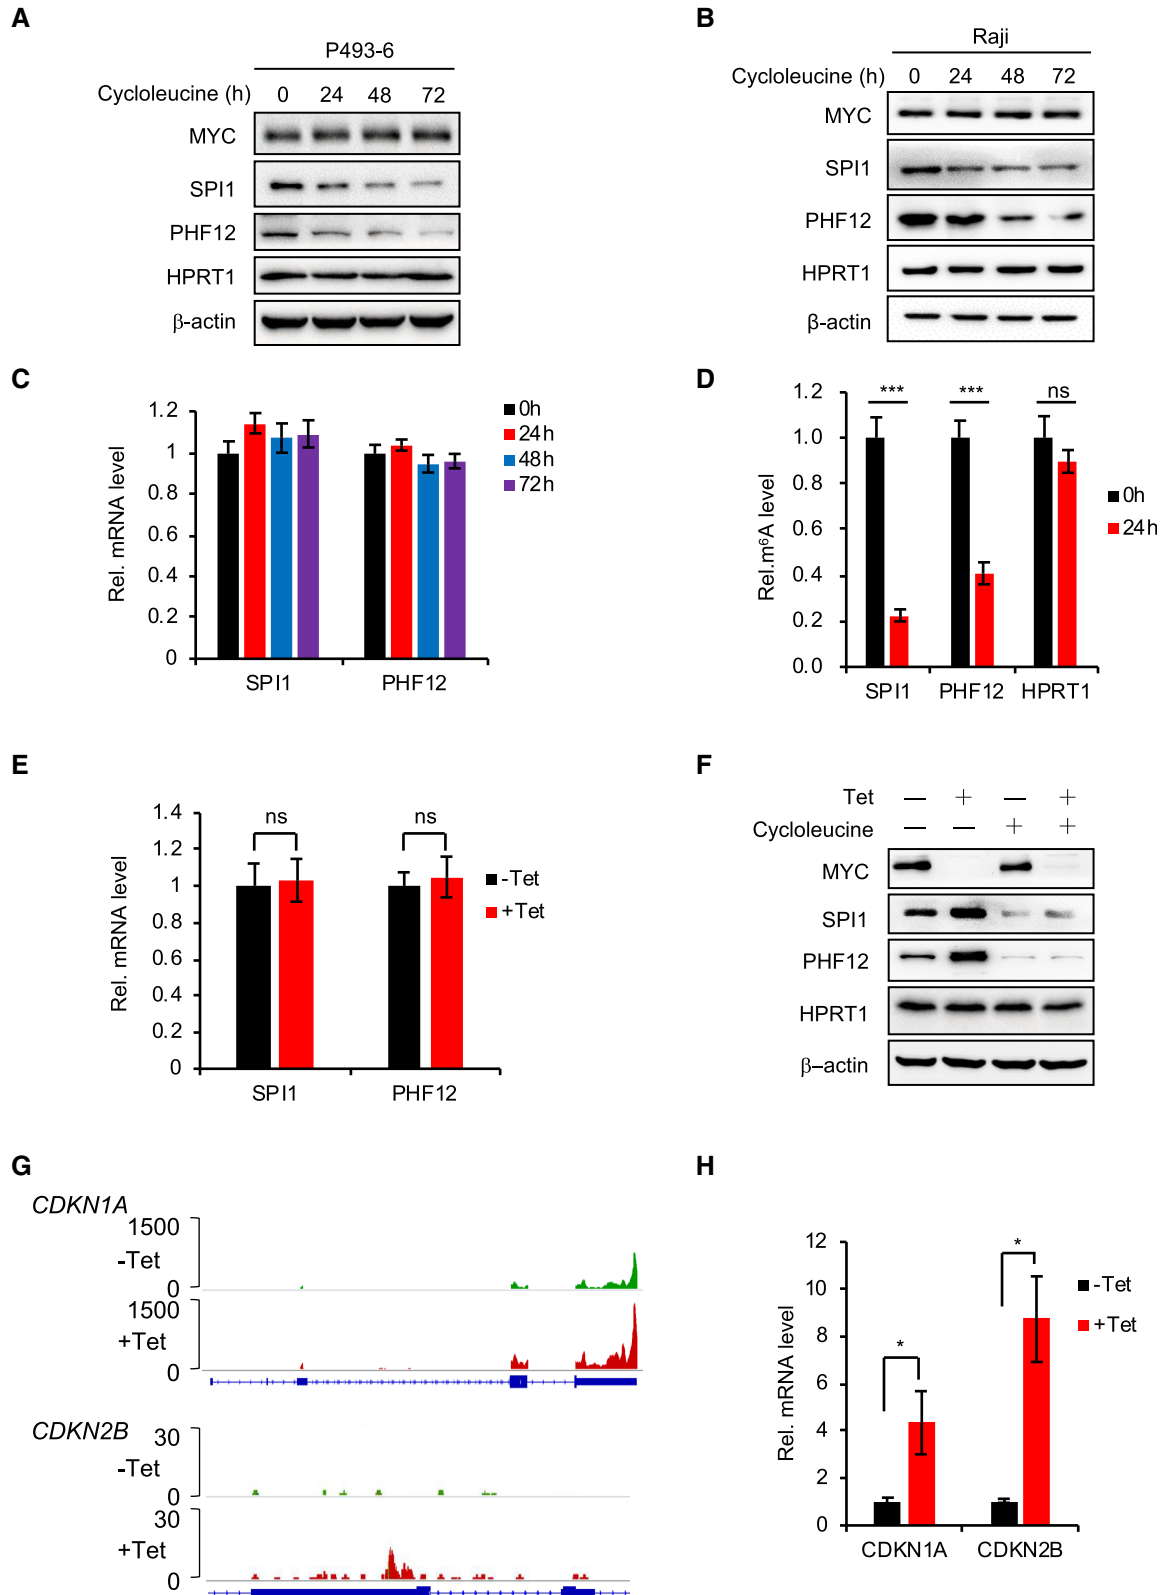 A
P493-6
Cycloleucine (h) 0 24 48 72
MYC
SPI1
PHF12
HPRT1
β-actin
B
Raji
Cycloleucine (h) 0 24 48 72
MYC
SPI1
PHF12
HPRT1
β-actin
C
Rel. mRNA level
1.2
1
0.8
0.6
0.4
0.2
0
SPI1 PHF12
0h
24h
48h
72h
D
Rel.m⁶A level
1.2
1.0
0.8
0.6
0.4
0.2
0.0
*** *** ns
SPI1 PHF12 HPRT1
0h
24h
E
Rel. mRNA level
1.4
1.2
1
0.8
0.6
0.4
0.2
0
ns ns
SPI1 PHF12
-Tet
+Tet
F
Tet — + — +
Cycloleucine — — + +
MYC
SPI1
PHF12
HPRT1
β–actin
G
CDKN1A
1500
-Tet
0
1500
+Tet
0
CDKN2B
30
-Tet
0
30
+Tet
0
H
Rel. mRNA level
12
10
8
6
4
2
0
* *
CDKN1A CDKN2B
-Tet
+Tet